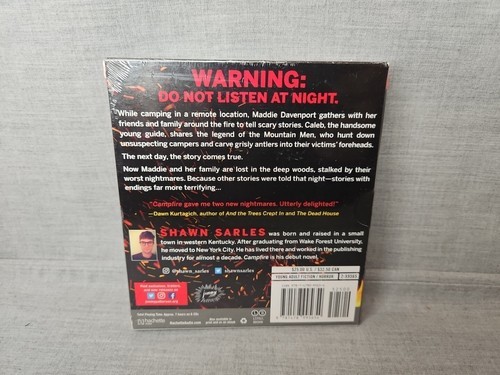 WARNING:
DO NOT LISTEN AT NIGHT.
While camping in a remote location, Maddie Davenport gathers with her
friends and family around the fire to tell scary stories. Caleb, the handsome
young guide, shares the legend of the Mountain Men, who hunt down
unsuspecting campers and carve grisly antlers into their victims' foreheads.
The next day, the story comes true.
Now Maddie and her family are lost in the deep woods, stalked by their
worst nightmares. Because other stories were told that night—stories with
endings far more terrifying...
"Campfire gave me two new nightmares. Utterly delighted!"
—Dawn Kurtagich, author of And the Trees Crept In and The Dead House
SHAWN SARLES was born and raised in a small
town in western Kentucky. After graduating from Wake Forest University,
he moved to New York City. He has lived there and worked in the publishing
industry for almost a decade. Campfire is his debut novel.
@shawn_sarles shawnsarles
$25.00 U.S. / $32.50 CAN
YOUNG ADULT FICTION / HORROR
hachette